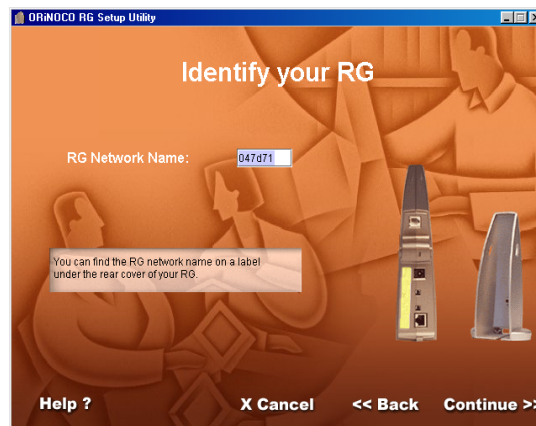 ORiNOCO RG Setup Utility
Identify your RG
RG Network Name:
047d71
You can find the RG network name on a label
under the rear cover of your RG.
Help ?
X Cancel
<< Back
Continue >>